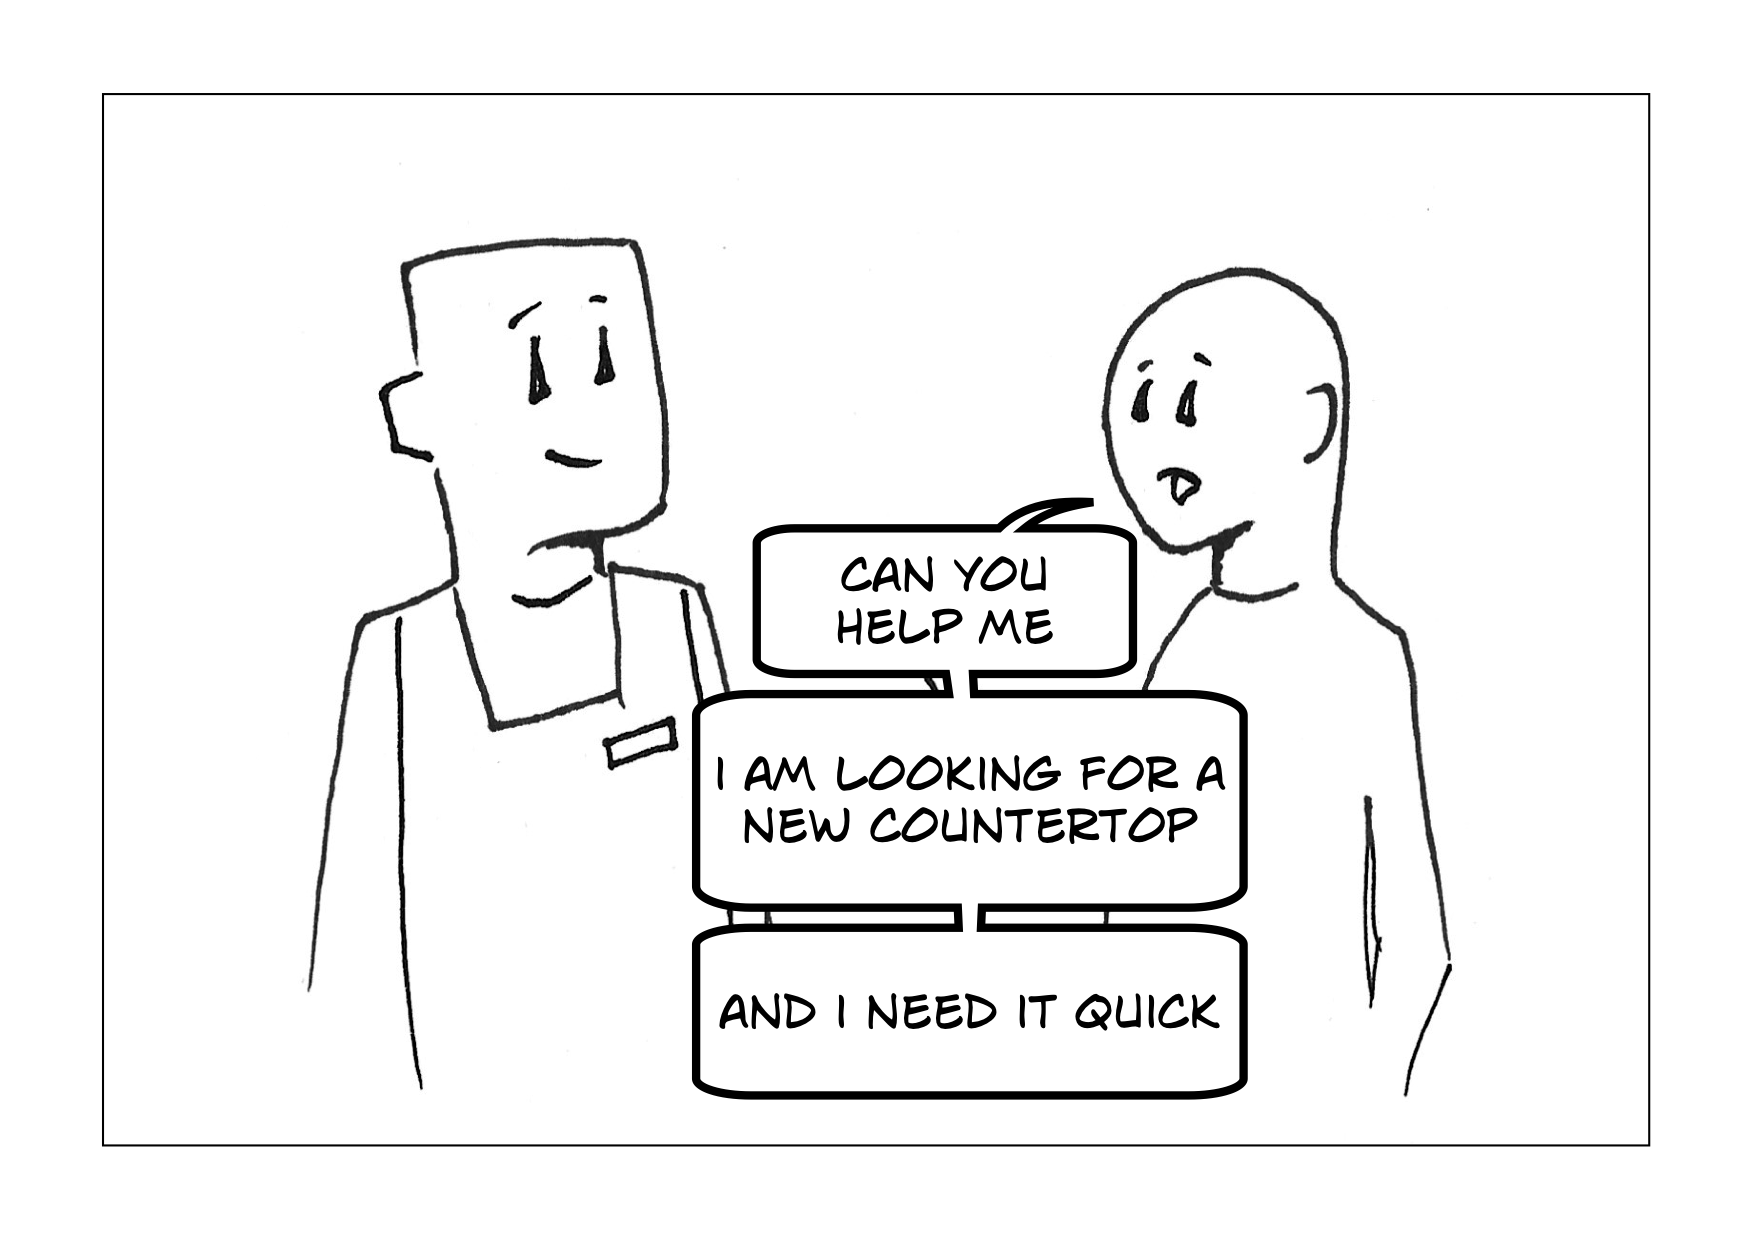 CAN YOU
HELP ME
I AM LOOKING FOR A
NEW COUNTERTOP
AND I NEED IT QUICK